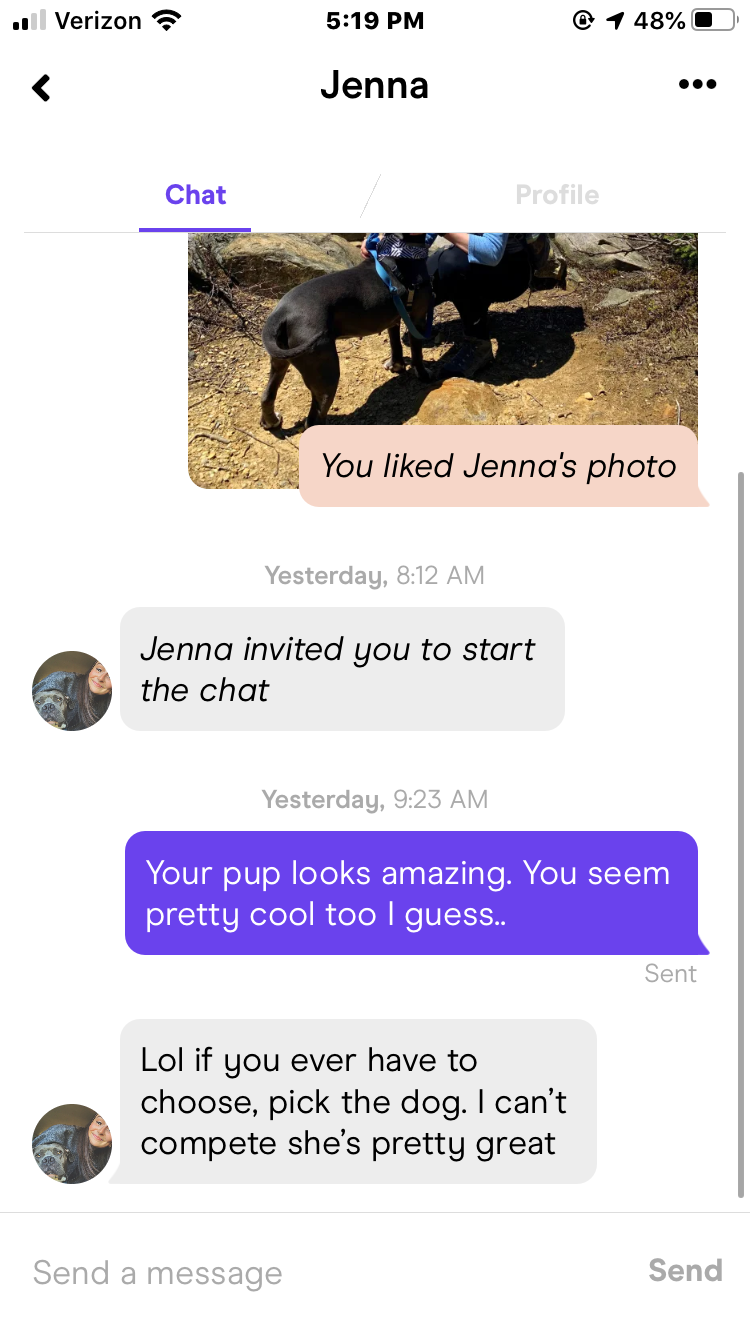 Verizon 5:19 PM 48%
Jenna
Chat Profile
You liked Jenna's photo
Yesterday, 8:12 AM
Jenna invited you to start
the chat
Yesterday, 9:23 AM
Your pup looks amazing. You seem
pretty cool too I guess..
Sent
Lol if you ever have to
choose, pick the dog. I can’t
compete she’s pretty great
Send a message Send